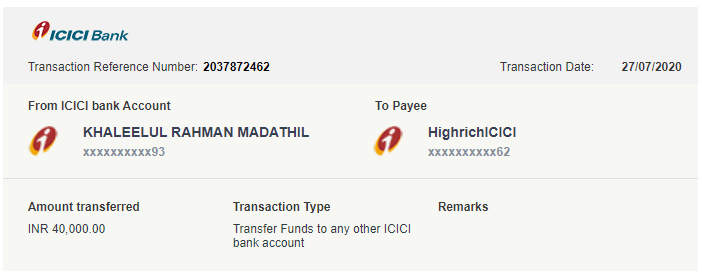 ICICI Bank
Transaction Reference Number: 2037872462 Transaction Date: 27/07/2020
From ICICI bank Account To Payee
KHALEELUL RAHMAN MADATHIL HighrichICICI
xxxxxxxxxx93 xxxxxxxxxx62
Amount transferred Transaction Type Remarks
INR 40,000.00 Transfer Funds to any other ICICI
bank account